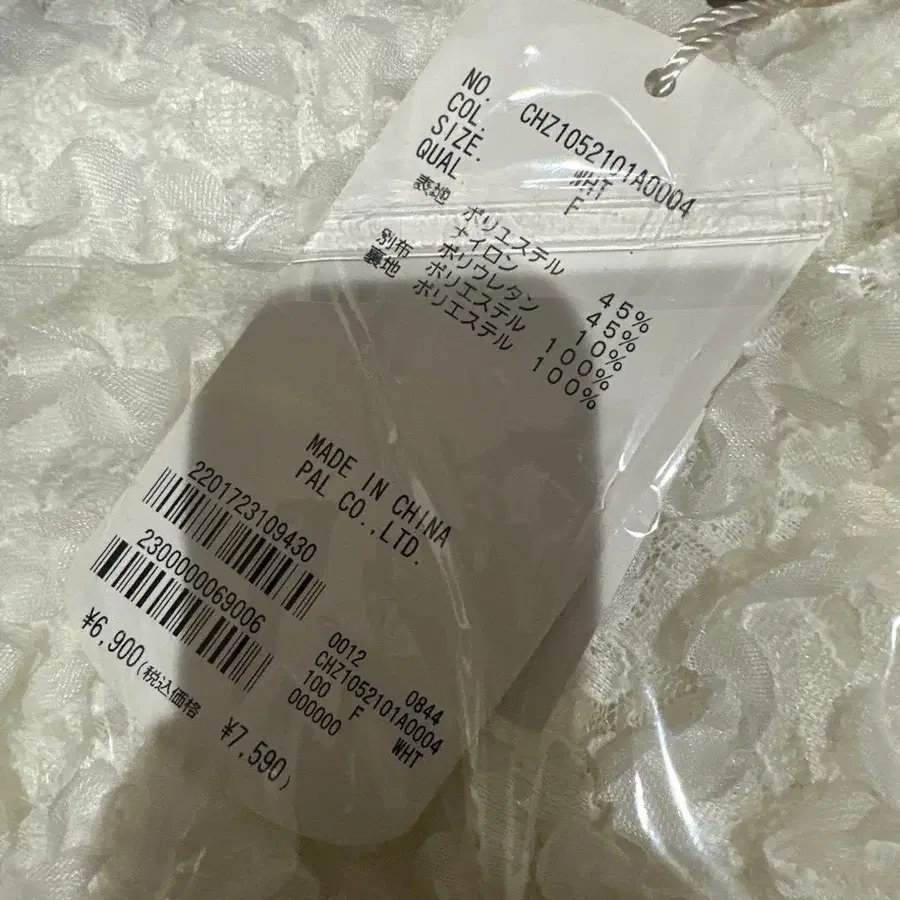 NO. CHZ1052101A0004
COL. WHT
SIZE. F
QUAL.
表地 ポリエステル 45%
ナイロン 45%
ポリウレタン 10%
別布 ポリエステル 100%
裏地 ポリエステル 100%
MADE IN CHINA
PAL CO.,LTD.
2201723109430
2300000069006
0012 0844
CHZ1052101A0004
100 F WHT
000000
¥6,900(税込価格 ¥7,590)